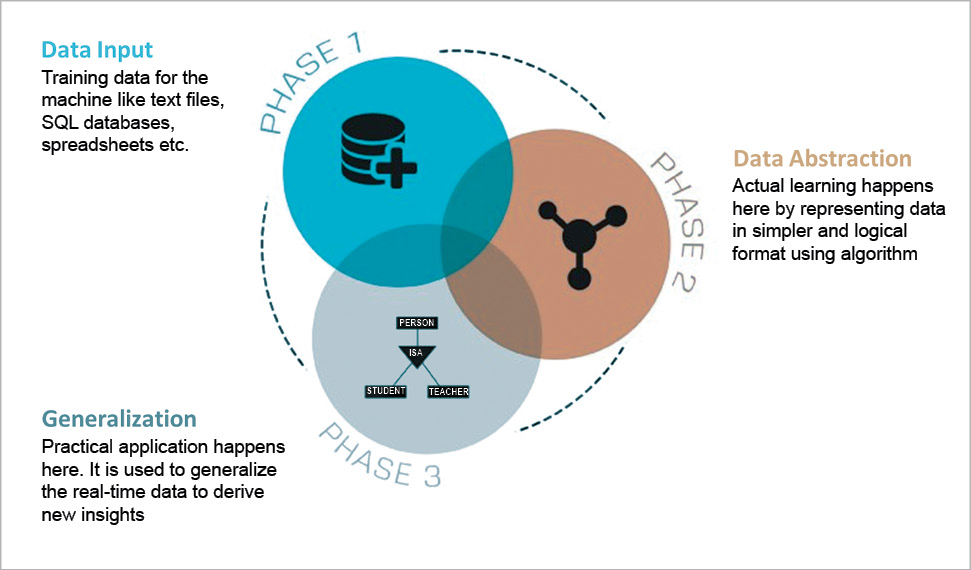 Data Input
Training data for the
machine like text files,
SQL databases,
spreadsheets etc.
PHASE 1
PHASE 2
Data Abstraction
Actual learning happens
here by representing data
in simpler and logical
format using algorithm
PERSON
ISA
STUDENT
TEACHER
PHASE 3
Generalization
Practical application happens
here. It is used to generalize
the real-time data to derive
new insights